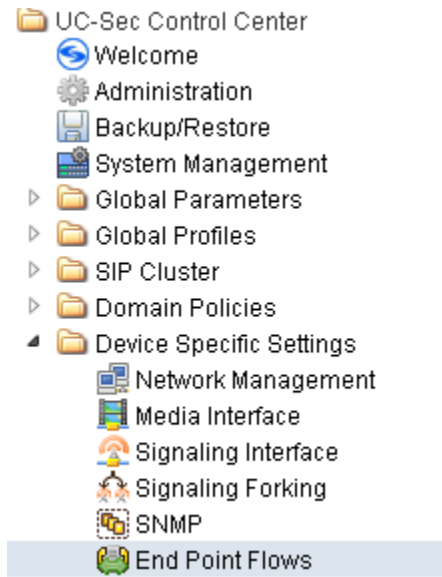 UC-Sec Control Center
Welcome
Administration
Backup/Restore
System Management
Global Parameters
Global Profiles
SIP Cluster
Domain Policies
Device Specific Settings
Network Management
Media Interface
Signaling Interface
Signaling Forking
SNMP
End Point Flows